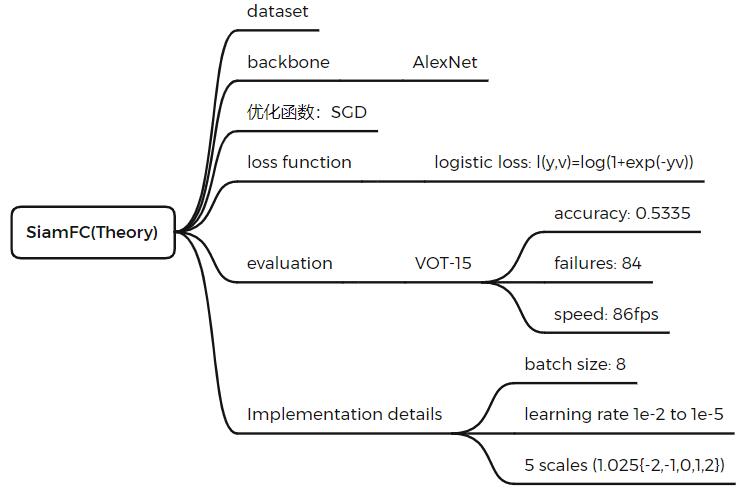 SiamFC(Theory)
dataset
backbone
AlexNet
优化函数：SGD
loss function
logistic loss: l(y,v)=log(1+exp(-yv))
evaluation
VOT-15
accuracy: 0.5335
failures: 84
speed: 86fps
Implementation details
batch size: 8
learning rate 1e-2 to 1e-5
5 scales (1.025{-2,-1,0,1,2})